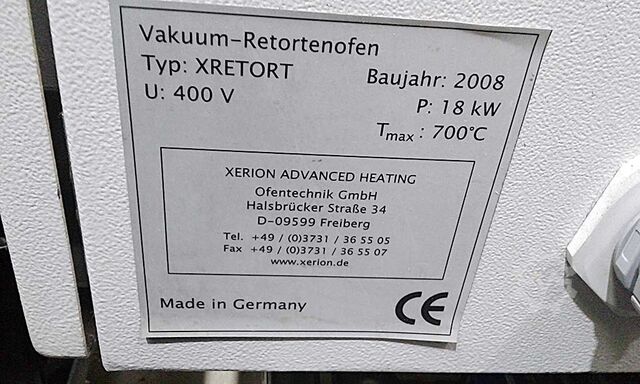 Vakuum-Retortenofen
Typ: XRETORT
Baujahr: 2008
U: 400 V
P: 18 kW
Tmax : 700°C
XERION ADVANCED HEATING
Ofentechnik GmbH
Halsbrücker Straße 34
D-09599 Freiberg
Tel. +49 / (0)3731 / 36 55 05
Fax +49 / (0)3731 / 36 55 07
www.xerion.de
Made in Germany
CE